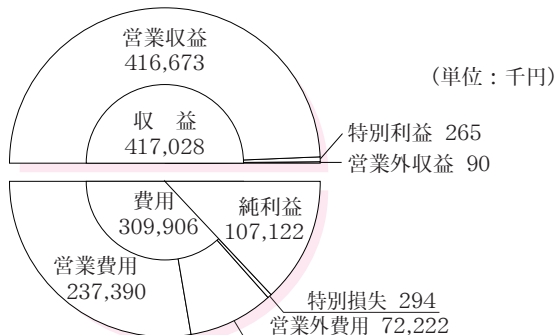 営業収益
416,673
(単位：千円)
収　益
417,028
特別利益 265
営業外収益 90
費用
309,906
純利益
107,122
営業費用
237,390
特別損失 294
営業外費用 72,222